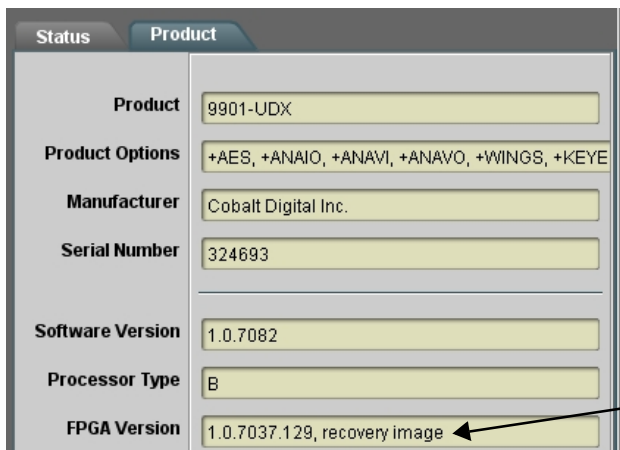 Status Product
Product 9901-UDX
Product Options +AES, +ANAIO, +ANAVI, +ANAVO, +WINGS, +KEYE
Manufacturer Cobalt Digital Inc.
Serial Number 324693
Software Version 1.0.7082
Processor Type B
FPGA Version 1.0.7037.129, recovery image